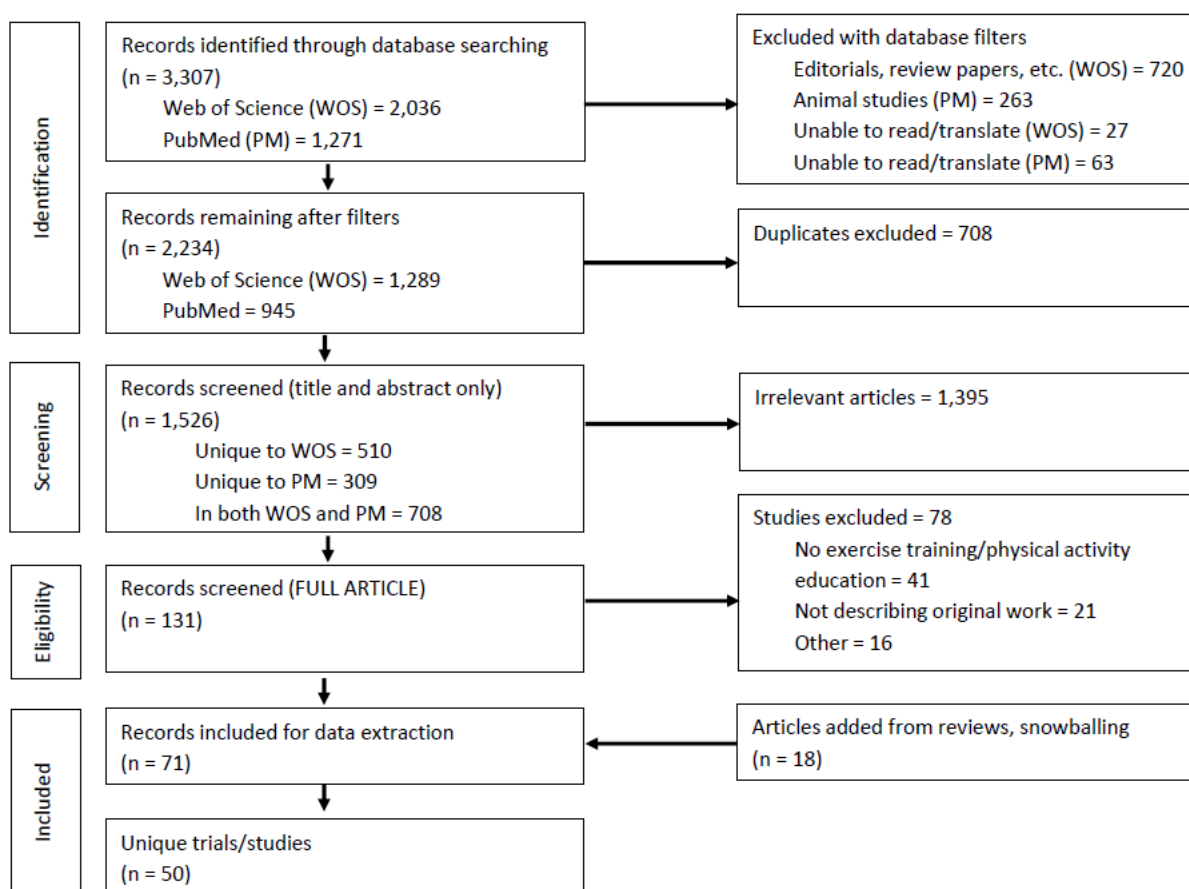 Identification
Records identified through database searching
(n = 3,307)
Web of Science (WOS) = 2,036
PubMed (PM) = 1,271
Excluded with database filters
Editorials, review papers, etc. (WOS) = 720
Animal studies (PM) = 263
Unable to read/translate (WOS) = 27
Unable to read/translate (PM) = 63
Records remaining after filters
(n = 2,234)
Web of Science (WOS) = 1,289
PubMed = 945
Duplicates excluded = 708
Screening
Records screened (title and abstract only)
(n = 1,526)
Unique to WOS = 510
Unique to PM = 309
In both WOS and PM = 708
Irrelevant articles = 1,395
Eligibility
Records screened (FULL ARTICLE)
(n = 131)
Studies excluded = 78
No exercise training/physical activity
education = 41
Not describing original work = 21
Other = 16
Included
Records included for data extraction
(n = 71)
Articles added from reviews, snowballing
(n = 18)
Unique trials/studies
(n = 50)